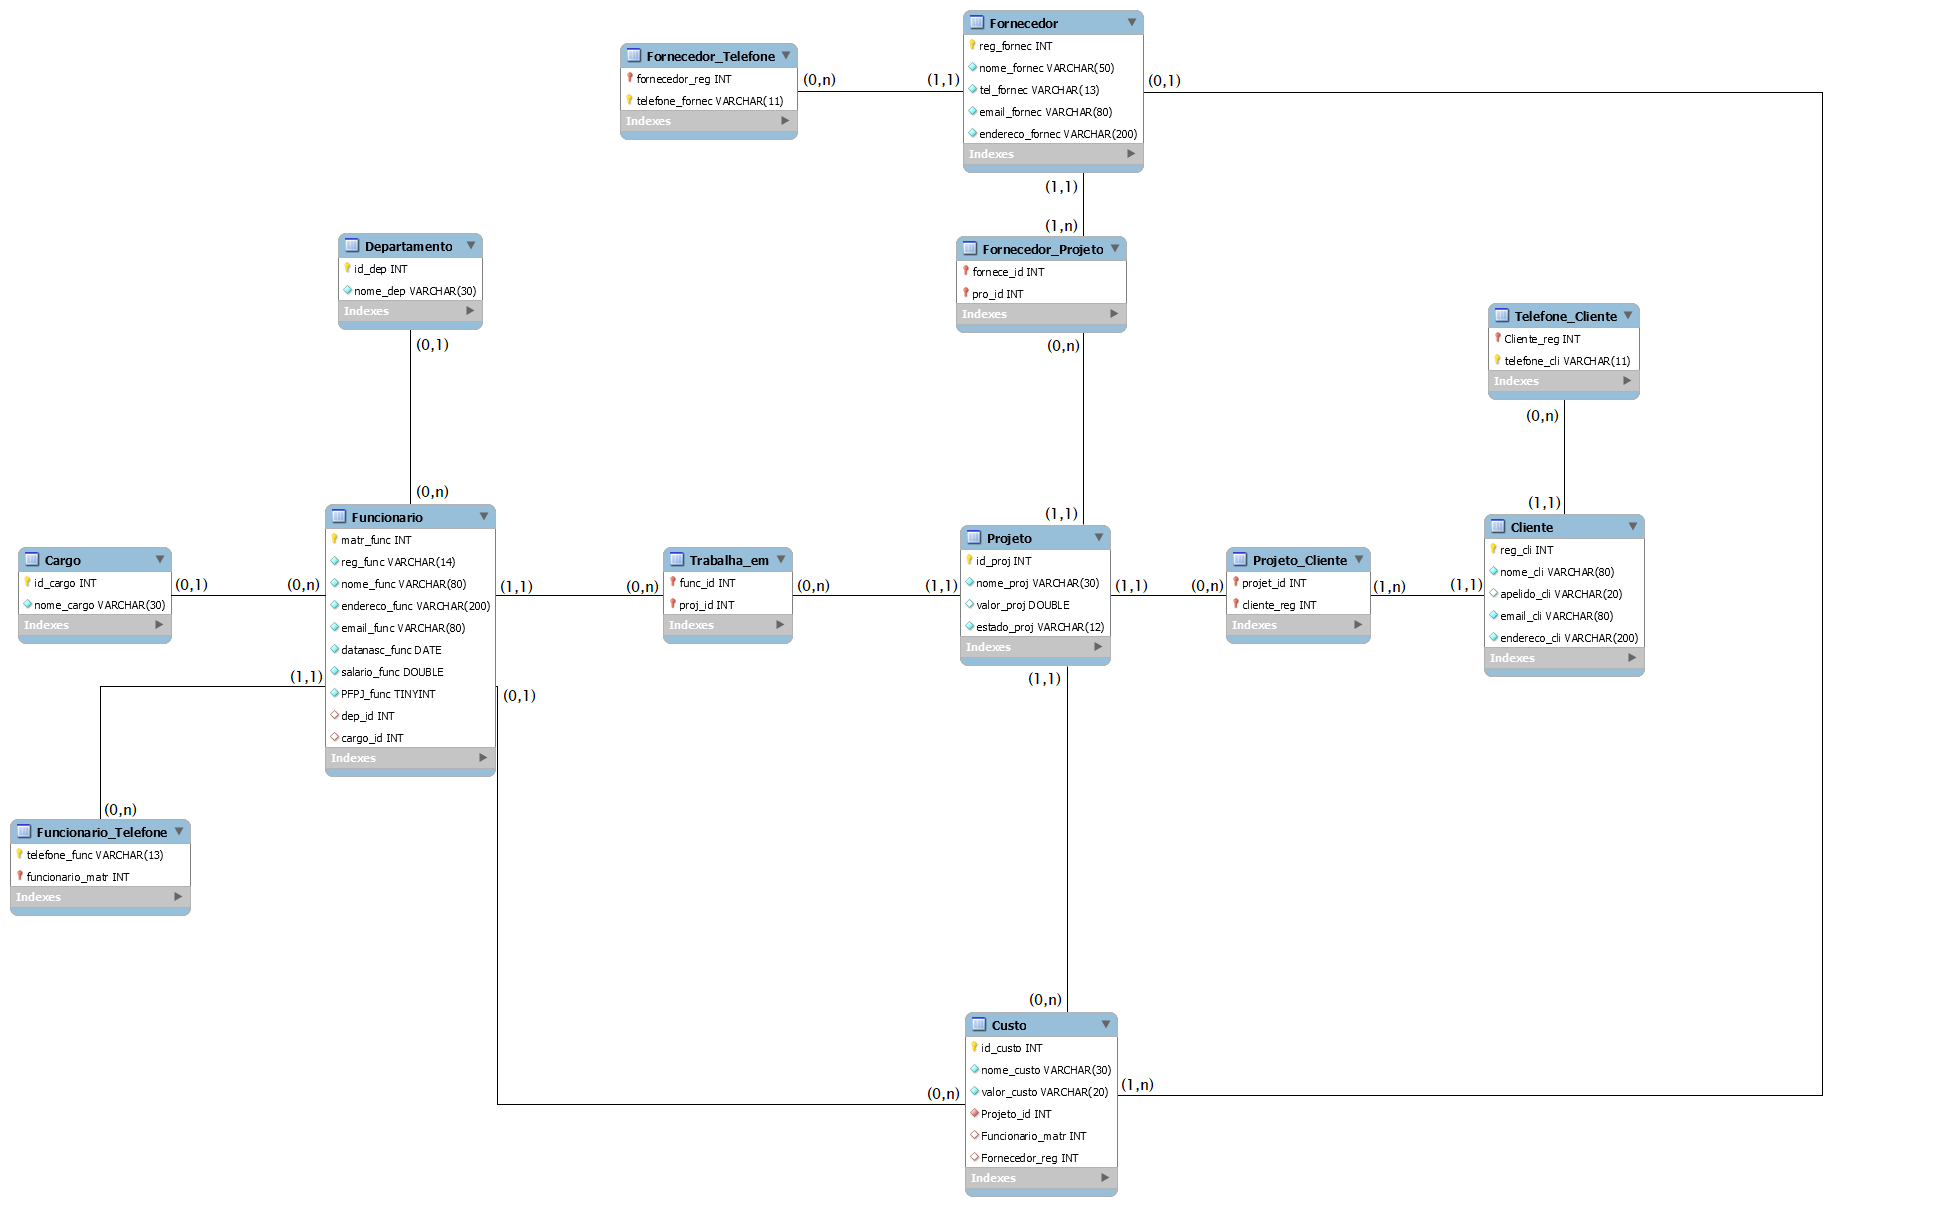 Fornecedor
reg_fornec INT
nome_fornec VARCHAR(50)
tel_fornec VARCHAR(13)
email_fornec VARCHAR(80)
endereco_fornec VARCHAR(200)
Indexes
Fornecedor_Telefone
fornecedor_reg INT
telefone_fornec VARCHAR(11)
Indexes
(0,n)
(1,1)
(0,1)
(1,1)
(1,n)
Departamento
id_dep INT
nome_dep VARCHAR(30)
Indexes
(0,1)
(0,n)
Fornecedor_Projeto
fornece_id INT
pro_id INT
Indexes
(0,n)
(1,1)
Telefone_Cliente
Cliente_reg INT
telefone_cli VARCHAR(11)
Indexes
(0,n)
(1,1)
Cargo
id_cargo INT
nome_cargo VARCHAR(30)
Indexes
(0,1)
(0,n)
Funcionario
matr_func INT
reg_func VARCHAR(14)
nome_func VARCHAR(80)
endereco_func VARCHAR(200)
email_func VARCHAR(80)
datanasc_func DATE
salario_func DOUBLE
PFPJ_func TINYINT
dep_id INT
cargo_id INT
Indexes
(1,1)
(0,n)
Trabalha_em
func_id INT
proj_id INT
Indexes
(0,n)
(1,1)
Projeto
id_proj INT
nome_proj VARCHAR(30)
valor_proj DOUBLE
estado_proj VARCHAR(12)
Indexes
(1,1)
(0,n)
Projeto_Cliente
projet_id INT
cliente_reg INT
Indexes
(1,n)
(1,1)
Cliente
reg_cli INT
nome_cli VARCHAR(80)
apelido_cli VARCHAR(20)
email_cli VARCHAR(80)
endereco_cli VARCHAR(200)
Indexes
(1,1)
(0,1)
(1,1)
(0,n)
Funcionario_Telefone
telefone_func VARCHAR(13)
funcionario_matr INT
Indexes
(0,n)
Custo
id_custo INT
nome_custo VARCHAR(30)
valor_custo VARCHAR(20)
Projeto_id INT
Funcionario_matr INT
Fornecedor_reg INT
Indexes
(0,n)
(1,n)